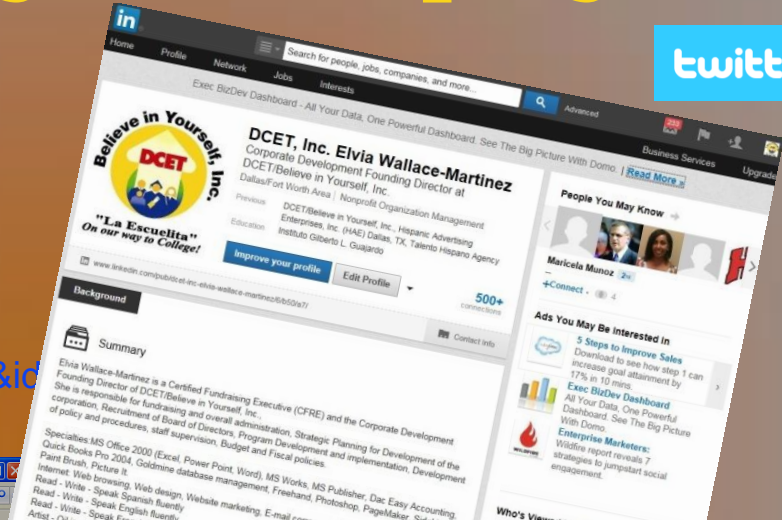 twitt
in
Search for people, jobs, companies, and more...
Advanced
Home Profile Network Jobs Interests
Business Services Upgrade
Exec BizDev Dashboard - All Your Data, One Powerful Dashboard. See The Big Picture With Domo. | Read More »
Believe in Yourself, Inc.
DCET
"La Escuelita"
On our way to College!
DCET, Inc. Elvia Wallace-Martinez
Corporate Development Founding Director at
DCET/Believe in Yourself, Inc.
Dallas/Fort Worth Area | Nonprofit Organization Management
Previous DCET/Believe in Yourself, Inc., Hispanic Advertising
Enterprises, Inc. (HAE) Dallas, TX, Talento Hispano Agency
Education Instituto Gilberto L. Guajardo
Improve your profile
Edit Profile
500+
connections
Contact Info
Background
Summary
Elvia Wallace-Martinez is a Certified Fundraising Executive (CFRE) and the Corporate Development
Founding Director of DCET/Believe in Yourself, Inc.,
She is responsible for fundraising and overall administration, Strategic Planning for Development of the
corporation, Recruitment of Board of Directors, Program Development and implementation, Development
of policy and procedures, staff supervision, Budget and Fiscal policies.
Specialties:MS Office 2000 (Excel, Power Point, Word), MS Works, MS Publisher, Dac Easy Accounting,
Quick Books Pro 2004, Goldmine database management, Freehand, Photoshop, PageMaker,
Paint Brush, Picture It.
Internet: Web browsing, Web design, Website marketing, E-mail
Read - Write - Speak Spanish fluently
Read - Write - Speak English fluently
Read - Write - Speak
Artist -
People You May Know
Maricela Munoz 2nd
Connect
4
Ads You May Be Interested In
5 Steps to Improve Sales
Download to see how step 1 can
increase goal attainment by
17% in 10 mins.
Exec BizDev Dashboard
All Your Data, One Powerful
Dashboard. See The Big Picture
With Domo.
WILDFIRE
Enterprise Marketers:
Wildfire report reveals 7
strategies to jumpstart social
engagement.
Who's View
&id